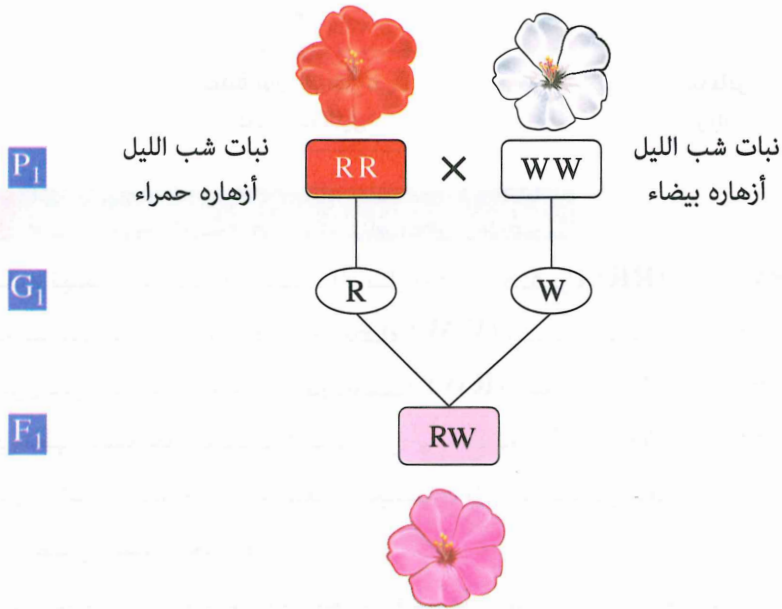 P1
نبات شب الليل
أزهاره حمراء
RR × WW
نبات شب الليل
أزهاره بيضاء
G1
R W
F1
RW